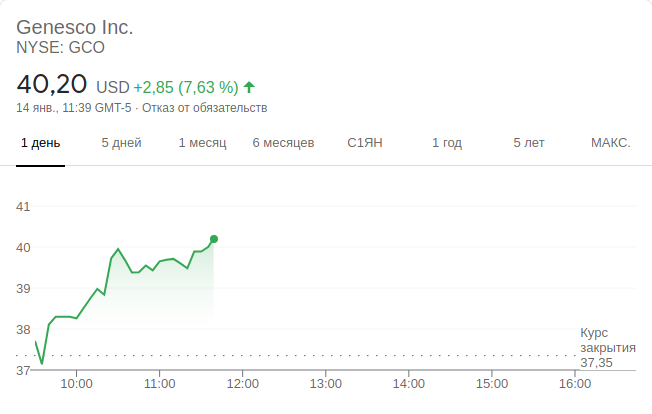 Genesco Inc.
NYSE: GCO
40,20 USD +2,85 (7,63 %)
14 янв., 11:39 GMT-5 · Отказ от обязательств
1 день 5 дней 1 месяц 6 месяцев С1ЯН 1 год 5 лет МАКС.
41
40
39
38
37
Курс
закрытия
37,35
10:00 11:00 12:00 13:00 14:00 15:00 16:00